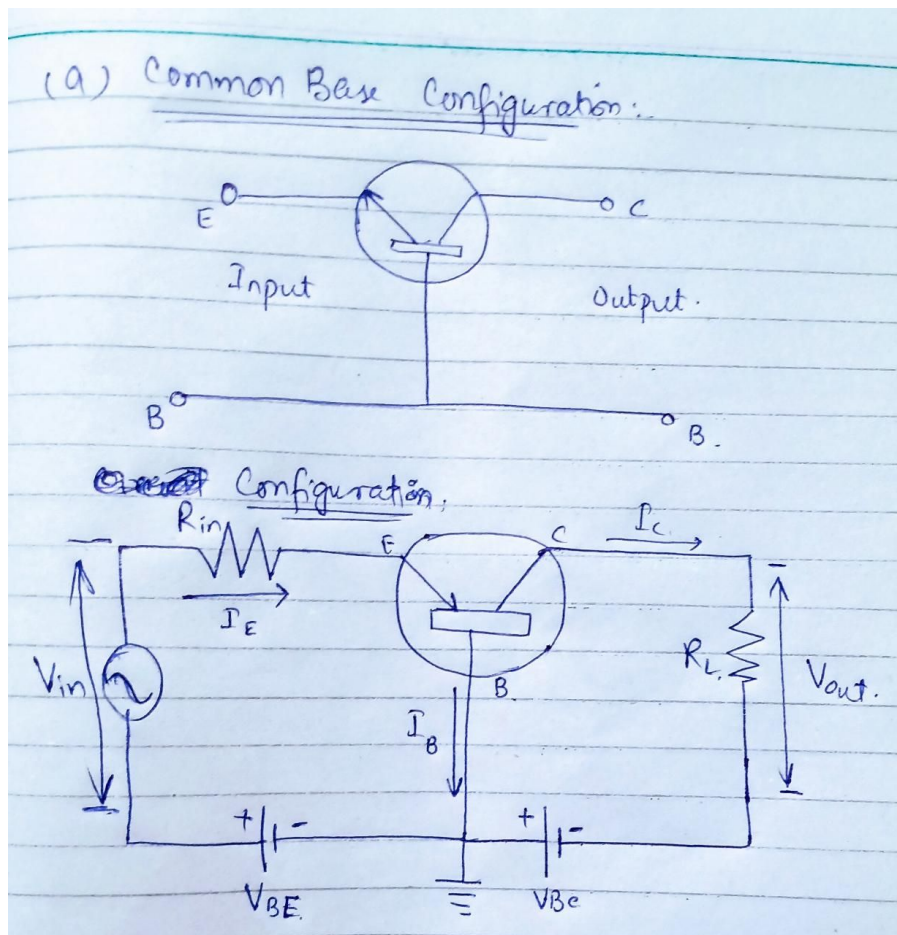 (a) Common Base Configuration:
E
C
Input
Output.
B
B.
Configuration,
Rin
E
C
Ic
IE
Vin
B
RL
Vout.
IB
+ - + -
VBE
VBC